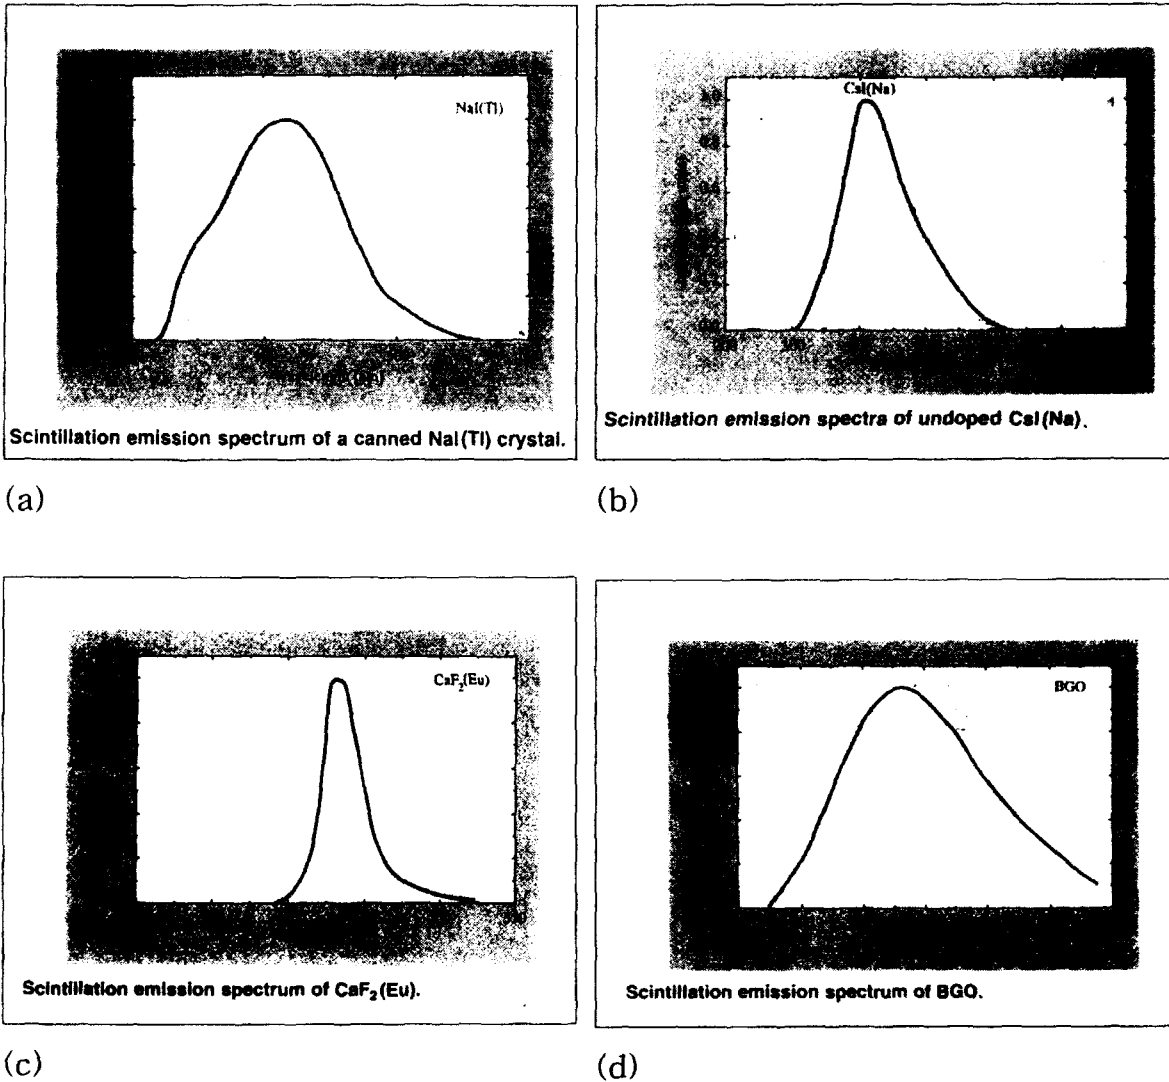 NaI(Tl)
Scintillation emission spectrum of a canned NaI(Tl) crystal.
(a)
CsI(Na)
Scintillation emission spectra of undoped CsI(Na).
(b)
CaF₂(Eu)
Scintillation emission spectrum of CaF₂(Eu).
(c)
BGO
Scintillation emission spectrum of BGO.
(d)